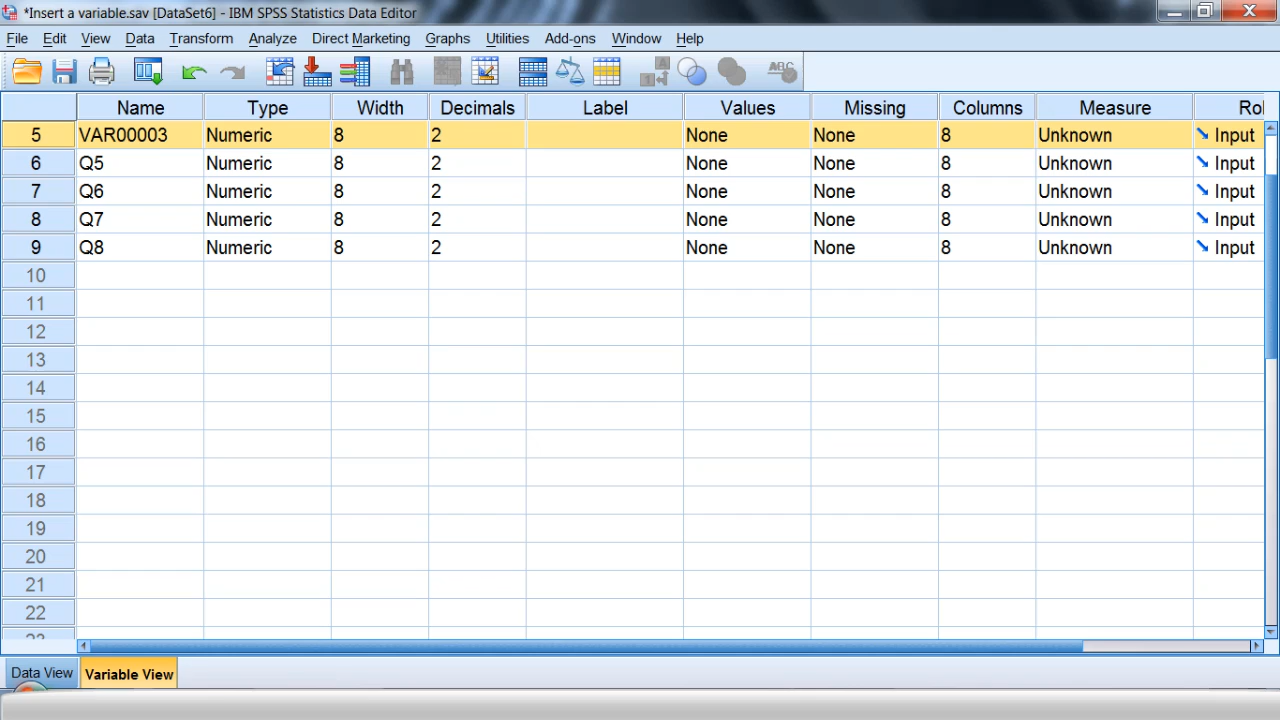 *Insert a variable.sav [DataSet6] - IBM SPSS Statistics Data Editor
File Edit View Data Transform Analyze Direct Marketing Graphs Utilities Add-ons Window Help
A
1
ABC
Name Type Width Decimals Label Values Missing Columns Measure Rol
5 VAR00003 Numeric 8 2 None None 8 Unknown Input
6 Q5 Numeric 8 2 None None 8 Unknown Input
7 Q6 Numeric 8 2 None None 8 Unknown Input
8 Q7 Numeric 8 2 None None 8 Unknown Input
9 Q8 Numeric 8 2 None None 8 Unknown Input
10
11
12
13
14
15
16
17
18
19
20
21
22
23
Data View Variable View